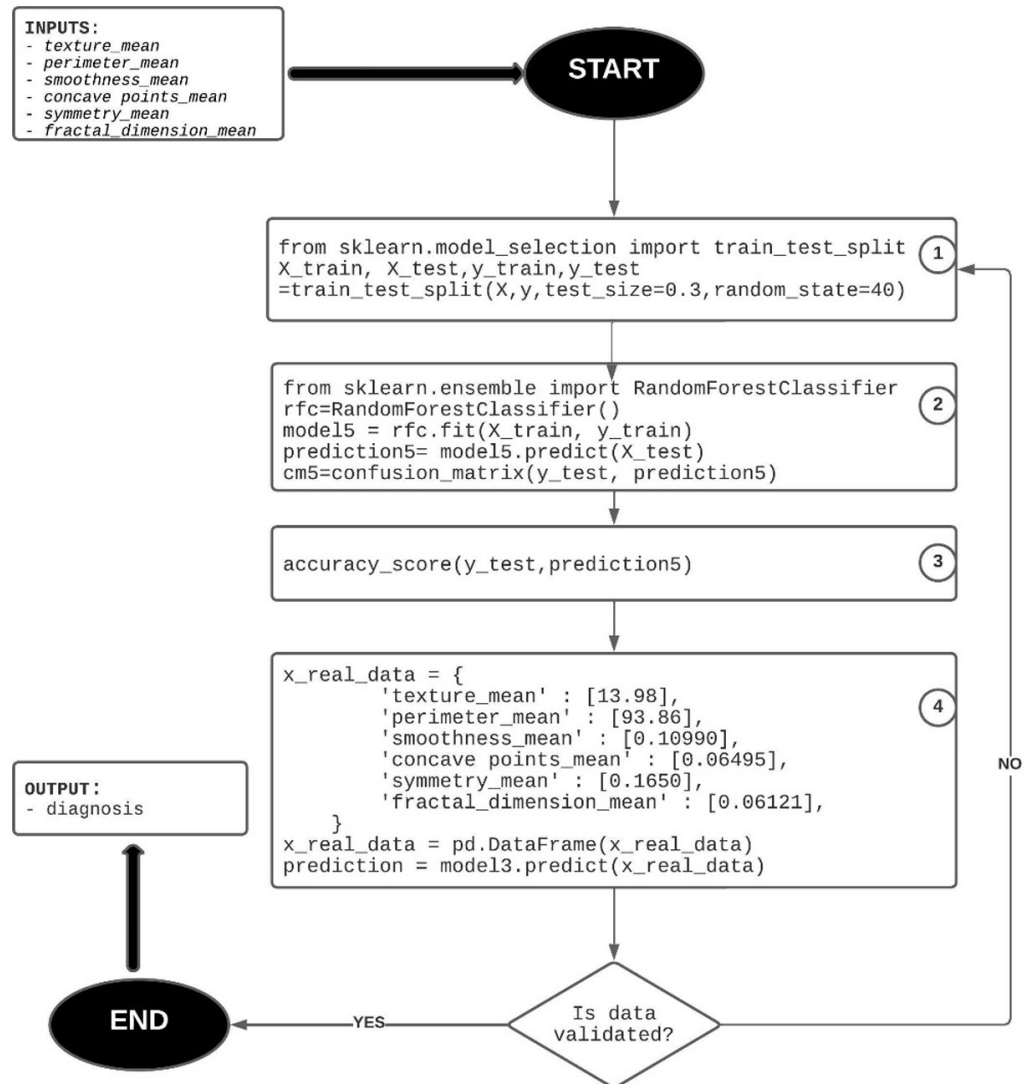 INPUTS:
- texture_mean
- perimeter_mean
- smoothness_mean
- concave points_mean
- symmetry_mean
- fractal_dimension_mean
START
from sklearn.model_selection import train_test_split
X_train, X_test,y_train,y_test
=train_test_split(X,y,test_size=0.3,random_state=40)
1
from sklearn.ensemble import RandomForestClassifier
rfc=RandomForestClassifier()
model5 = rfc.fit(X_train, y_train)
prediction5= model5.predict(X_test)
cm5=confusion_matrix(y_test, prediction5)
2
accuracy_score(y_test,prediction5)
3
x_real_data = {
'texture_mean' : [13.98],
'perimeter_mean' : [93.86],
'smoothness_mean' : [0.10990],
'concave points_mean' : [0.06495],
'symmetry_mean' : [0.1650],
'fractal_dimension_mean' : [0.06121],
}
x_real_data = pd.DataFrame(x_real_data)
prediction = model3.predict(x_real_data)
4
NO
OUTPUT:
- diagnosis
Is data
validated?
YES
END